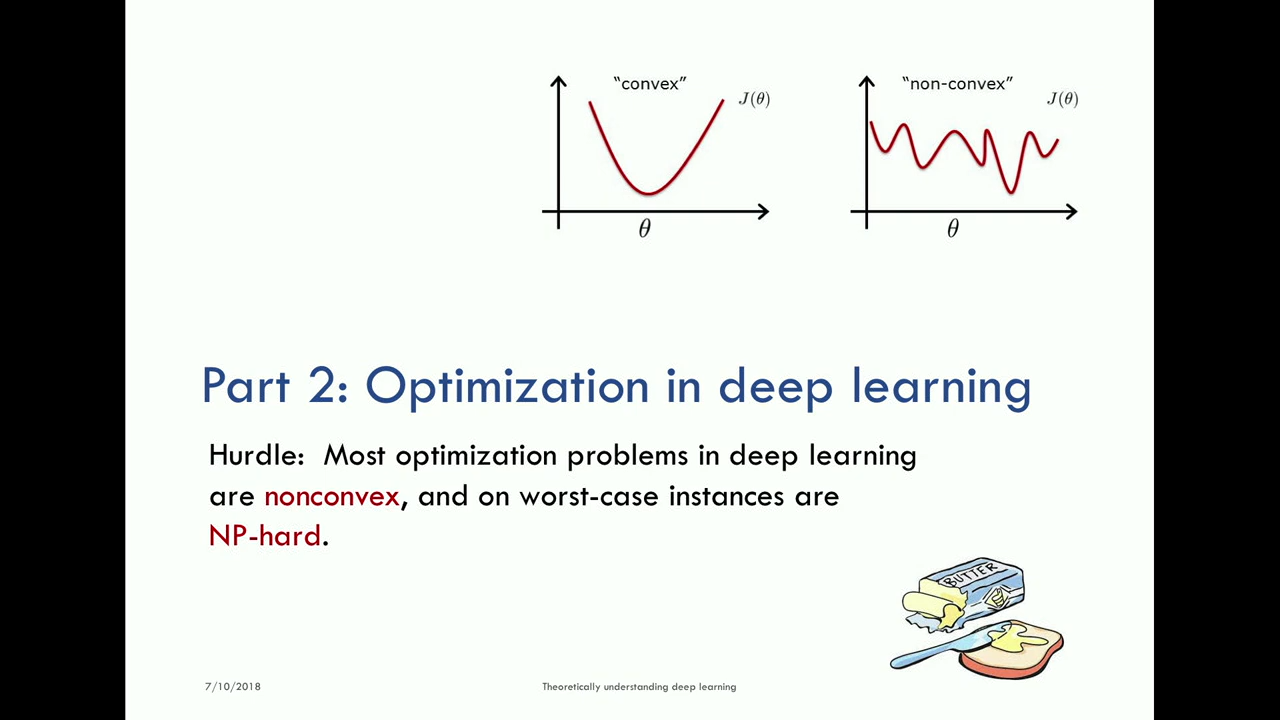 “convex”
J(θ)
θ
“non-convex”
J(θ)
θ
Part 2: Optimization in deep learning
Hurdle: Most optimization problems in deep learning
are nonconvex, and on worst-case instances are
NP-hard.
BUTTER
7/10/2018
Theoretically understanding deep learning